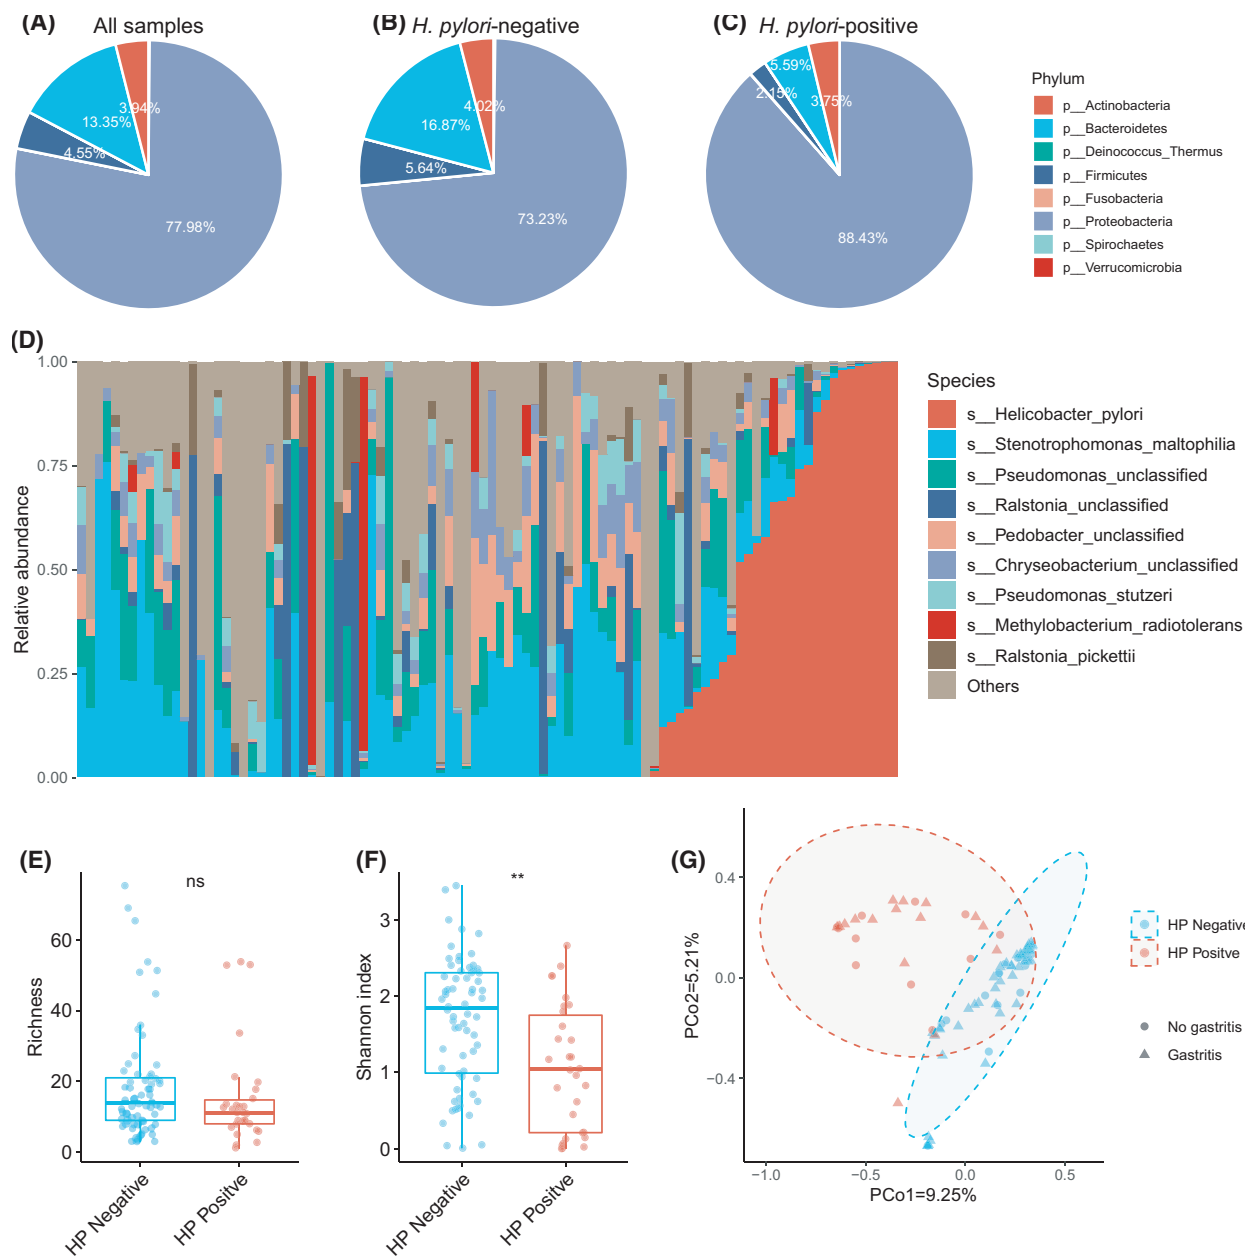 (A) All samples
(B) H. pylori-negative
(C) H. pylori-positive
3.94%
13.35%
4.55%
77.98%
4.02%
16.87%
5.64%
73.23%
5.59%
2.15%
3.75%
88.43%
Phylum
p__Actinobacteria
p__Bacteroidetes
p__Deinococcus_Thermus
p__Firmicutes
p__Fusobacteria
p__Proteobacteria
p__Spirochaetes
p__Verrucomicrobia
(D)
Relative abundance
1.00
0.75
0.50
0.25
0.00
Species
s__Helicobacter_pylori
s__Stenotrophomonas_maltophilia
s__Pseudomonas_unclassified
s__Ralstonia_unclassified
s__Pedobacter_unclassified
s__Chryseobacterium_unclassified
s__Pseudomonas_stutzeri
s__Methylobacterium_radiotolerans
s__Ralstonia_pickettii
Others
(E)
ns
Richness
60
40
20
0
HP Negative
HP Positve
(F)
**
Shannon index
3
2
1
0
HP Negative
HP Positve
(G)
PCo2=5.21%
0.4
0.0
−0.4
−1.0
−0.5
0.0
0.5
PCo1=9.25%
HP Negative
HP Positve
No gastritis
Gastritis